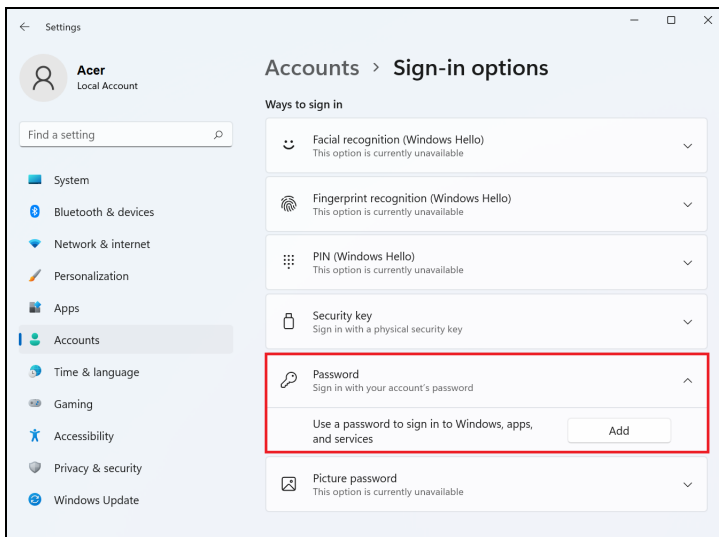 Settings
Acer
Local Account
Find a setting
System
Bluetooth & devices
Network & internet
Personalization
Apps
Accounts
Time & language
Gaming
Accessibility
Privacy & security
Windows Update
Accounts > Sign-in options
Ways to sign in
Facial recognition (Windows Hello)
This option is currently unavailable
Fingerprint recognition (Windows Hello)
This option is currently unavailable
PIN (Windows Hello)
This option is currently unavailable
Security key
Sign in with a physical security key
Password
Sign in with your account's password
Use a password to sign in to Windows, apps,
and services
Add
Picture password
This option is currently unavailable